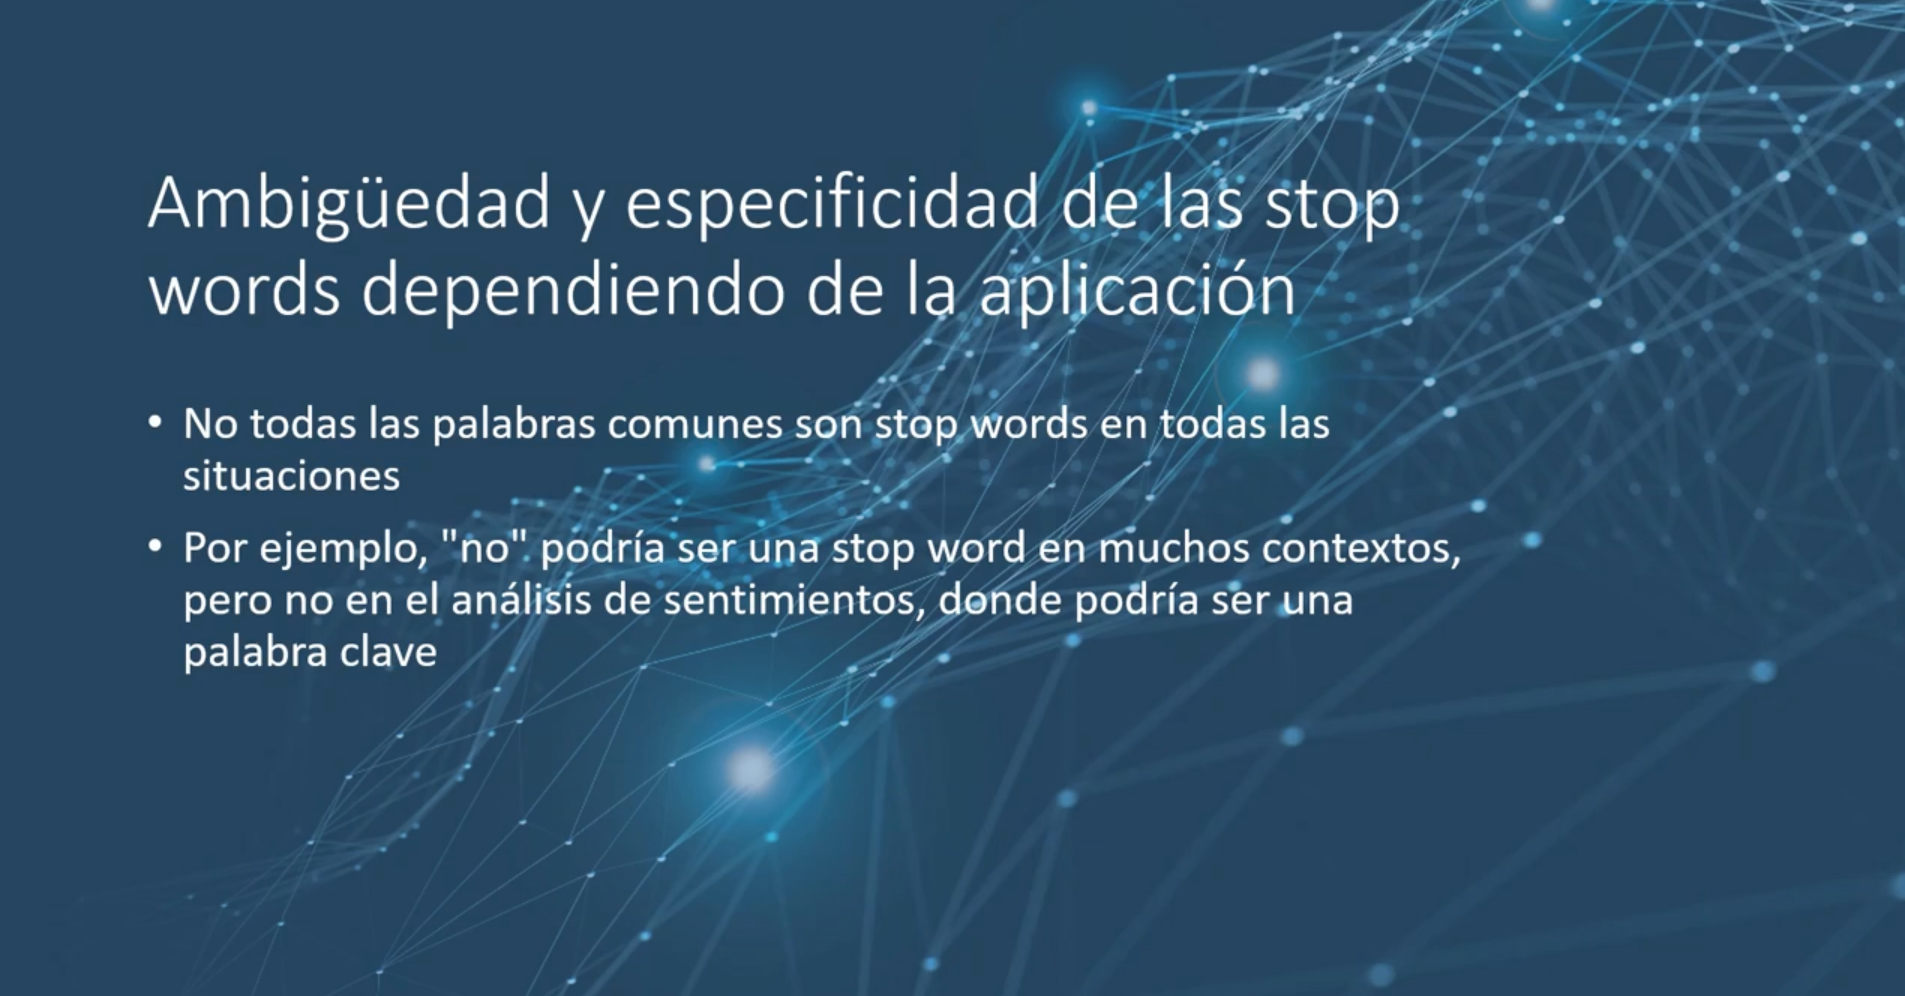 Ambigüedad y especificidad de las stop
words dependiendo de la aplicación
• No todas las palabras comunes son stop words en todas las
situaciones
• Por ejemplo, "no" podría ser una stop word en muchos contextos,
pero no en el análisis de sentimientos, donde podría ser una
palabra clave